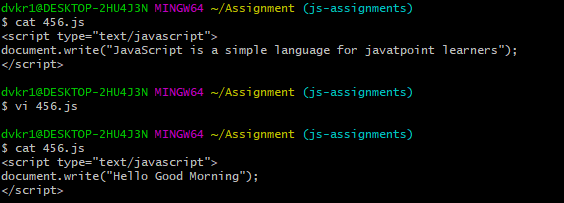 dvkr1@DESKTOP-2HU4J3N MINGW64 ~/Assignment (js-assignments)
$ cat 456.js
<script type="text/javascript">
document.write("JavaScript is a simple language for javatpoint learners");
</script>
dvkr1@DESKTOP-2HU4J3N MINGW64 ~/Assignment (js-assignments)
$ vi 456.js
dvkr1@DESKTOP-2HU4J3N MINGW64 ~/Assignment (js-assignments)
$ cat 456.js
<script type="text/javascript">
document.write("Hello Good Morning");
</script>